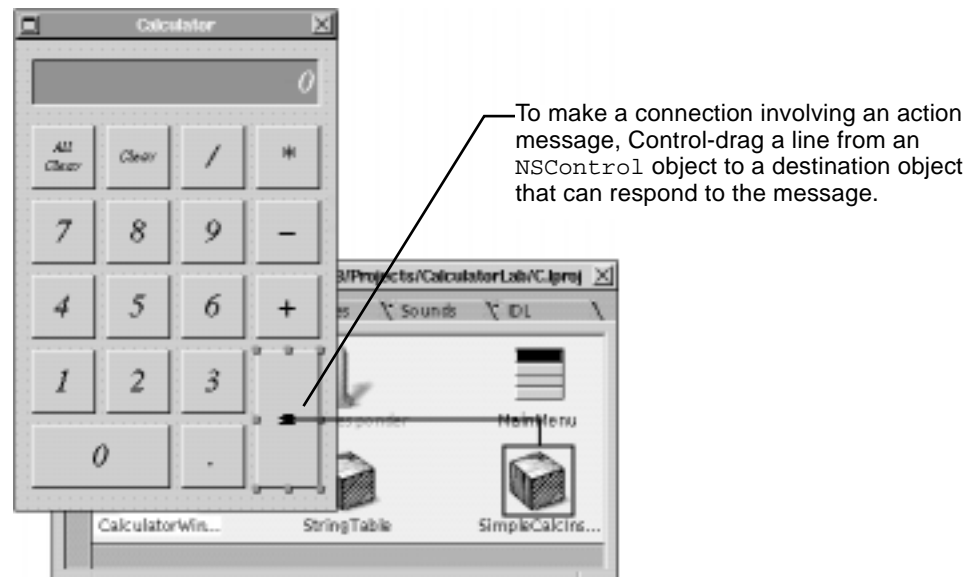 Calculator
0
To make a connection involving an action
message, Control-drag a line from an
NSControl object to a destination object
that can respond to the message.
All
Clear
Clear
/
*
7
8
9
−
4
5
6
+
1
2
3
=
0
.
B/Projects/CalculatorLab/C.lproj
es
Sounds
IDL
esponder
MainMenu
CalculatorWin...
StringTable
SimpleCalcIns...